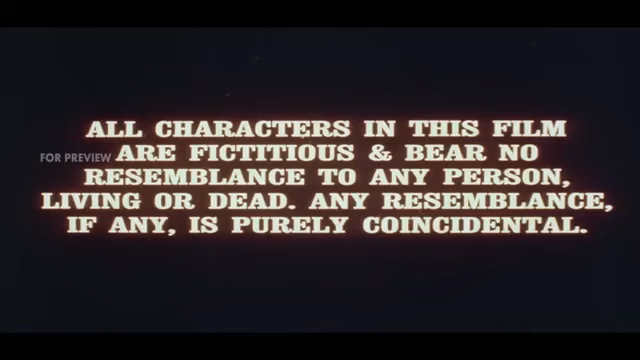 ALL CHARACTERS IN THIS FILM
FOR PREVIEW
ARE FICTITIOUS & BEAR NO
RESEMBLANCE TO ANY PERSON,
LIVING OR DEAD. ANY RESEMBLANCE,
IF ANY, IS PURELY COINCIDENTAL.